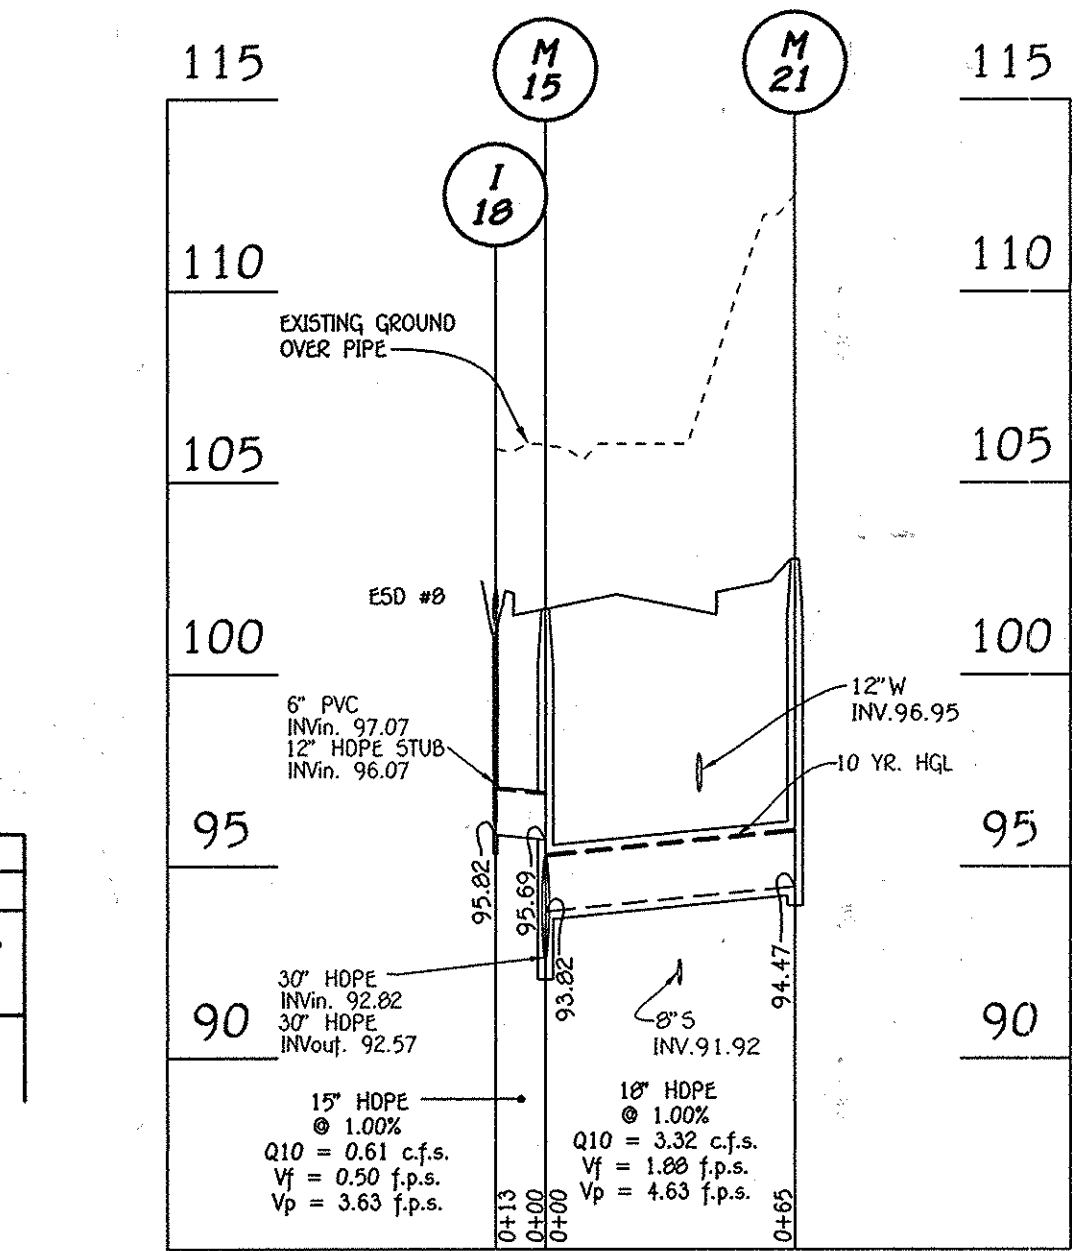 115
M
15
M
21
115
I
18
110
110
EXISTING GROUND
OVER PIPE
105
105
ESD #8
100
100
6" PVC
INVin. 97.07
12" HDPE STUB
INVin. 96.07
12"W
INV.96.95
10 YR. HGL
95
95
95.82
95.69
93.82
94.47
30" HDPE
INVin. 92.82
30" HDPE
INVout. 92.57
90
90
8"S
INV.91.92
15" HDPE
@ 1.00%
Q10 = 0.61 c.f.s.
Vf = 0.50 f.p.s.
Vp = 3.63 f.p.s.
18" HDPE
@ 1.00%
Q10 = 3.32 c.f.s.
Vf = 1.88 f.p.s.
Vp = 4.63 f.p.s.
0+13
0+00
0+00
0+65